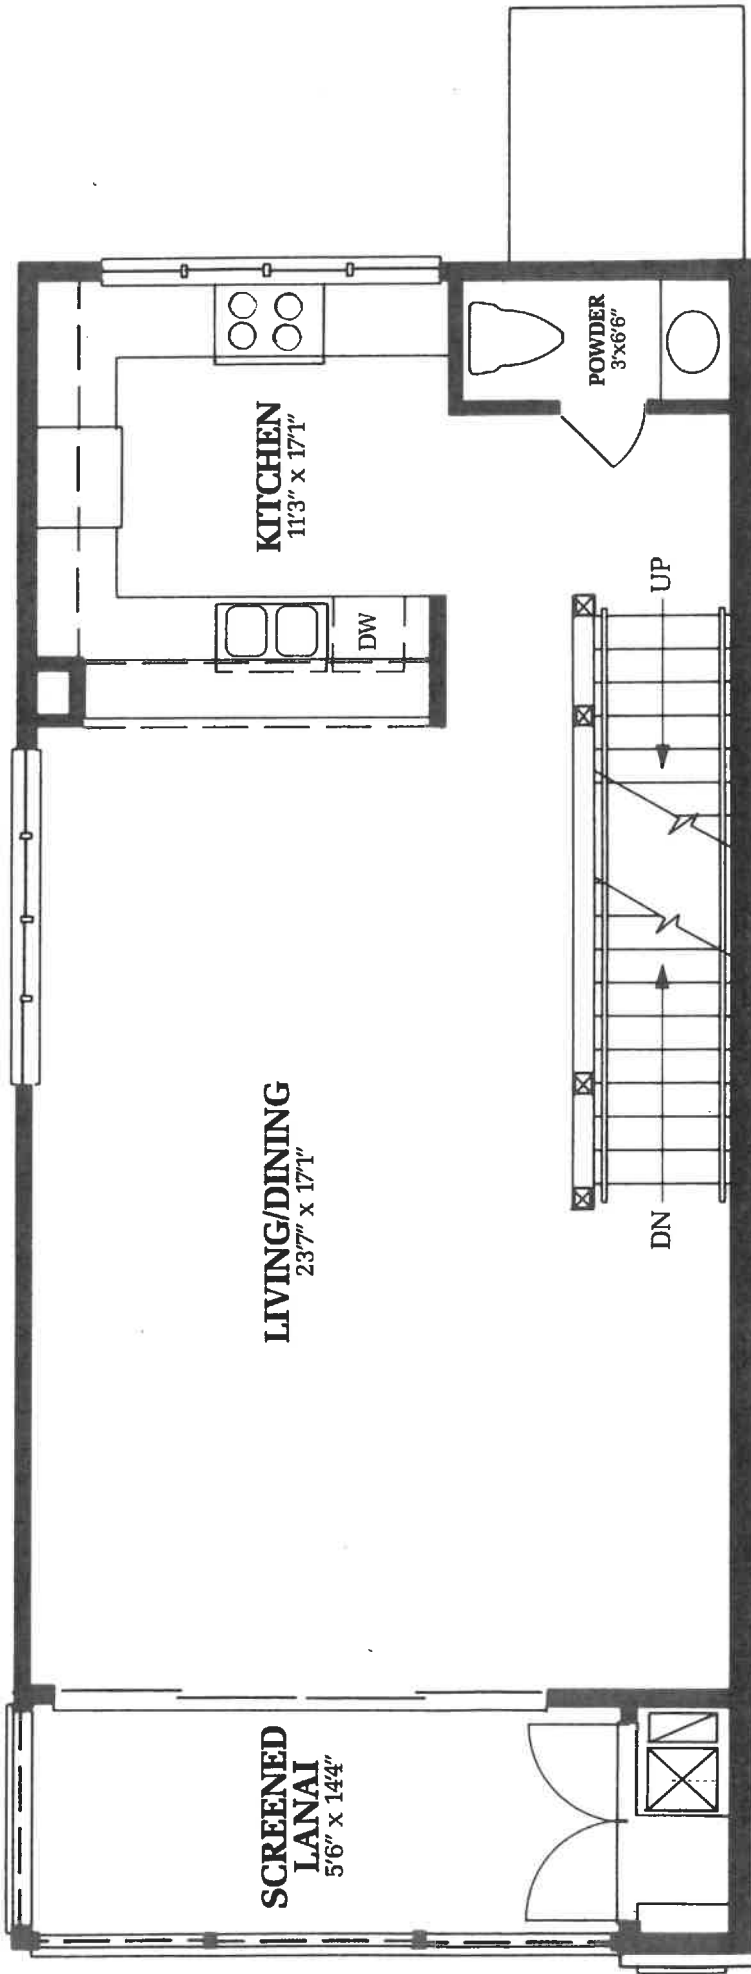 POWDER
3'x6'6"
KITCHEN
11'3" x 17'1"
DW
UP
LIVING/DINING
23'7" x 17'1"
DN
SCREENED
LANAI
5'6" x 14'4"